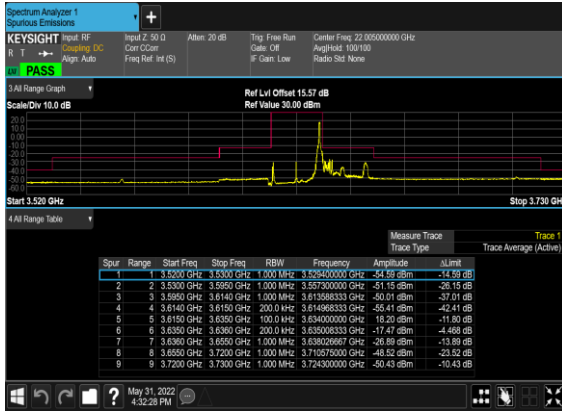 Spectrum Analyzer 1
Spurious Emissions
+
KEYSIGHT Input: RF Input Z: 50 Ω Atten: 20 dB Trig: Free Run Center Freq: 22.005000000 GHz
R T Coupling: DC Corr CCorr Gate: Off Avg|Hold: 100/100
Align: Auto Freq Ref: Int (S) IF Gain: Low Radio Std: None
PASS
3 All Range Graph
Ref Lvl Offset 15.57 dB
Scale/Div 10.0 dB Ref Value 30.00 dBm
20.0
10.0
0.00
-10.0
-20.0
-30.0
-40.0
-50.0
-60.0
Start 3.520 GHz Stop 3.730 GH
4 All Range Table
Measure Trace Trace 1
Trace Type Trace Average (Active)
Spur Range Start Freq Stop Freq RBW Frequency Amplitude ΔLimit
1 1 3.5200 GHz 3.5300 GHz 1.000 MHz 3.529400000 GHz -54.59 dBm -14.59 dB
2 2 3.5300 GHz 3.5950 GHz 1.000 MHz 3.557300000 GHz -51.15 dBm -26.15 dB
3 3 3.5950 GHz 3.6140 GHz 1.000 MHz 3.613588333 GHz -50.01 dBm -37.01 dB
4 4 3.6140 GHz 3.6150 GHz 200.0 kHz 3.614968333 GHz -55.41 dBm -42.41 dB
5 5 3.6150 GHz 3.6350 GHz 100.0 kHz 3.634000000 GHz 18.20 dBm -11.80 dB
6 6 3.6350 GHz 3.6360 GHz 200.0 kHz 3.635008333 GHz -17.47 dBm -4.468 dB
7 7 3.6360 GHz 3.6550 GHz 1.000 MHz 3.638026667 GHz -26.89 dBm -13.89 dB
8 8 3.6550 GHz 3.7200 GHz 1.000 MHz 3.710575000 GHz -48.52 dBm -23.52 dB
9 9 3.7200 GHz 3.7300 GHz 1.000 MHz 3.724300000 GHz -50.43 dBm -10.43 dB
? May 31, 2022
4:32:28 PM